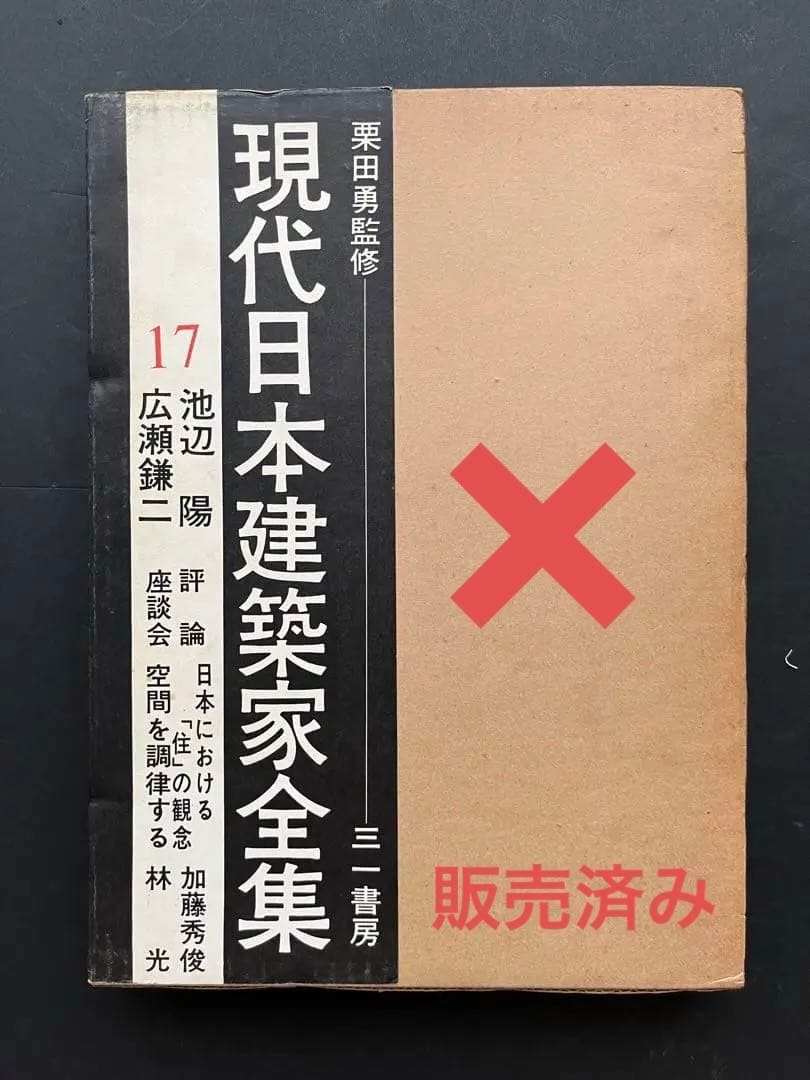 栗田勇監修
三一書房
現代日本建築家全集
17
池辺 陽
広瀬鎌二
評論
日本における
「住」の観念
加藤秀俊
座談会
空間を調律する
林 光
販売済み